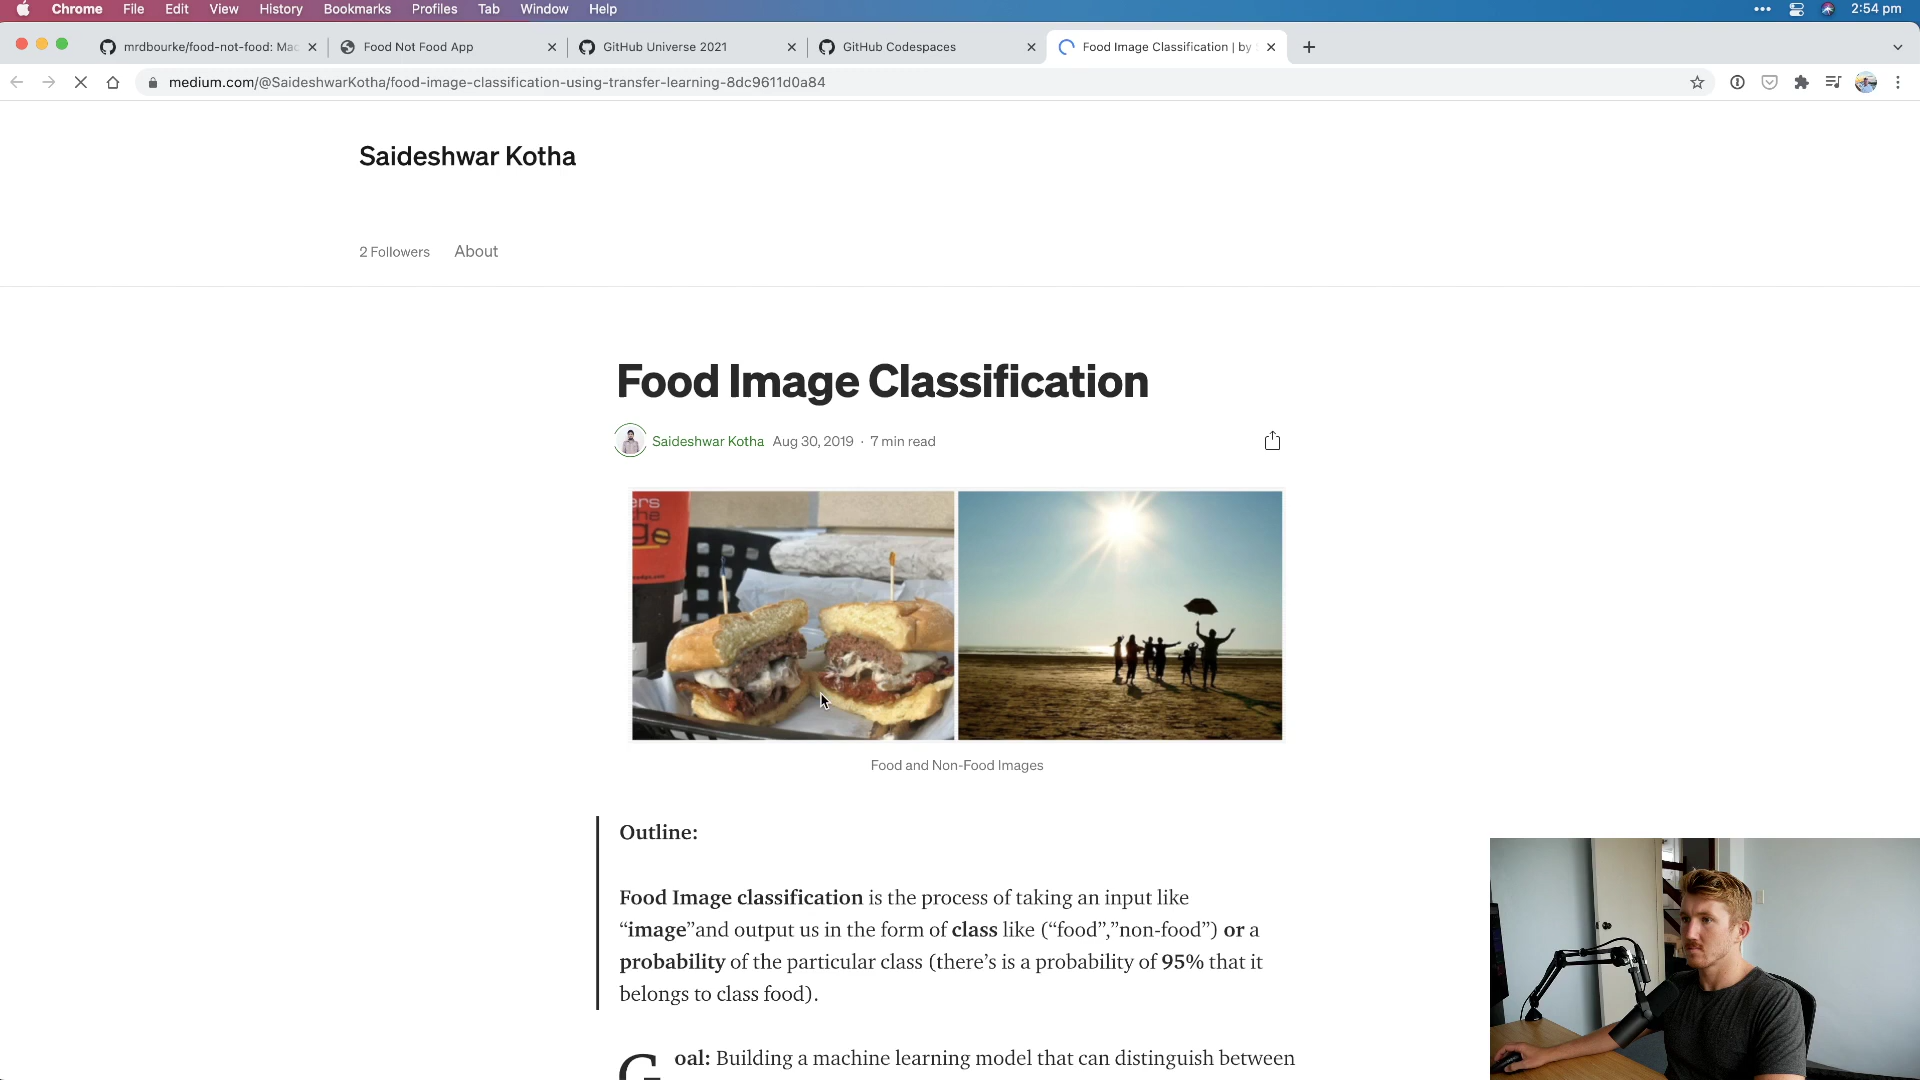 Chrome File Edit View History Bookmarks Profiles Tab Window Help 2:54 pm
mrdbourke/food-not-food: Mac Food Not Food App GitHub Universe 2021 GitHub Codespaces Food Image Classification | by
medium.com/@SaideshwarKotha/food-image-classification-using-transfer-learning-8dc9611d0a84
Saideshwar Kotha
2 Followers About
Food Image Classification
Saideshwar Kotha Aug 30, 2019 · 7 min read
Food and Non-Food Images
Outline:
Food Image classification is the process of taking an input like
“image”and output us in the form of class like (“food”,”non-food”) or a
probability of the particular class (there’s is a probability of 95% that it
belongs to class food).
Goal: Building a machine learning model that can distinguish between